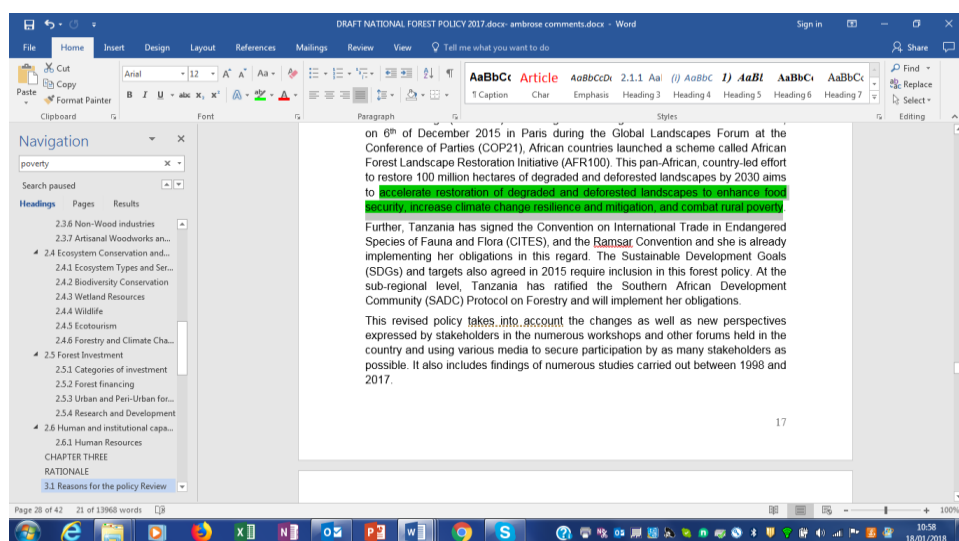 DRAFT NATIONAL FOREST POLICY 2017.docx- ambrose comments.docx - Word
Sign in
File Home Insert Design Layout References Mailings Review View Tell me what you want to do
Share
Cut
Copy
Format Painter
Paste
Clipboard
Arial 12
Font
Paragraph
AaBbCc Article AaBbCcDc 2.1.1 Aal (i) AaBbC 1) AaBl AaBbCc AaBbCc
¶ Caption Char Emphasis Heading 3 Heading 4 Heading 5 Heading 6 Heading 7
Styles
Find
Replace
Select
Editing
Navigation
poverty
Search paused
Headings Pages Results
2.3.6 Non-Wood industries
2.3.7 Artisanal Woodworks an...
2.4 Ecosystem Conservation and...
2.4.1 Ecosystem Types and Ser...
2.4.2 Biodiversity Conservation
2.4.3 Wetland Resources
2.4.4 Wildlife
2.4.5 Ecotourism
2.4.6 Forestry and Climate Cha...
2.5 Forest Investment
2.5.1 Categories of investment
2.5.2 Forest financing
2.5.3 Urban and Peri-Urban for...
2.5.4 Research and Development
2.6 Human and institutional capa...
2.6.1 Human Resources
CHAPTER THREE
RATIONALE
3.1 Reasons for the policy Review
on 6th of December 2015 in Paris during the Global Landscapes Forum at the
Conference of Parties (COP21), African countries launched a scheme called African
Forest Landscape Restoration Initiative (AFR100). This pan-African, country-led effort
to restore 100 million hectares of degraded and deforested landscapes by 2030 aims
to accelerate restoration of degraded and deforested landscapes to enhance food
security, increase climate change resilience and mitigation, and combat rural poverty.
Further, Tanzania has signed the Convention on International Trade in Endangered
Species of Fauna and Flora (CITES), and the Ramsar Convention and she is already
implementing her obligations in this regard. The Sustainable Development Goals
(SDGs) and targets also agreed in 2015 require inclusion in this forest policy. At the
sub-regional level, Tanzania has ratified the Southern African Development
Community (SADC) Protocol on Forestry and will implement her obligations.
This revised policy takes into account the changes as well as new perspectives
expressed by stakeholders in the numerous workshops and other forums held in the
country and using various media to secure participation by as many stakeholders as
possible. It also includes findings of numerous studies carried out between 1998 and
2017.
17
Page 28 of 42 21 of 13968 words
100%
10:58
18/01/2018